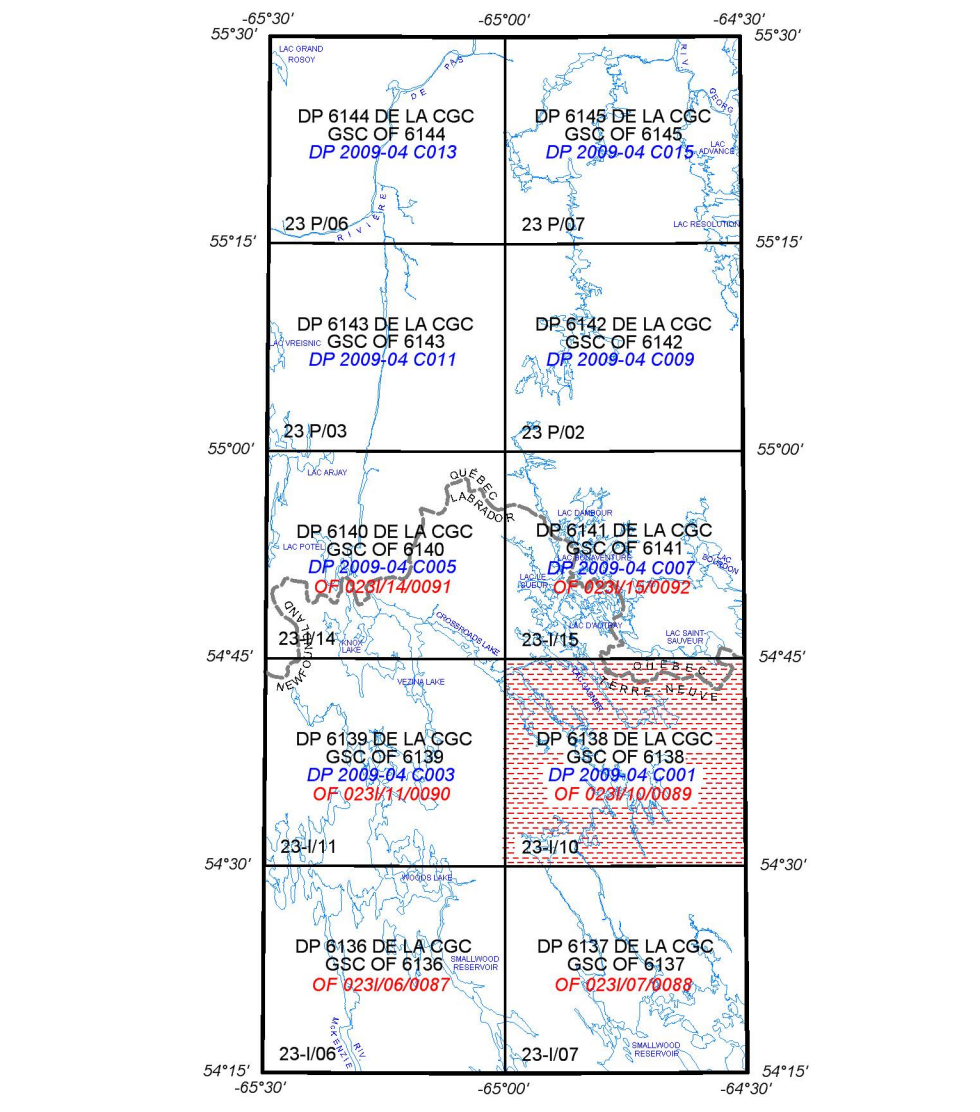 -65°30'
-65°00'
-64°30'
55°30'
55°30'
LAC GRAND
ROSOY
RIVIÈRE
DE
PAS
DP 6144 DE LA CGC
GSC OF 6144
DP 2009-04 C013
23 P/06
RIV
GEORG
DP 6145 DE LA CGC
GSC OF 6145
DP 2009-04 C015
LAC
ADVANCE
LAC RESOLUTION
23 P/07
55°15'
55°15'
DP 6143 DE LA CGC
GSC OF 6143
LAC VREISNIC
DP 2009-04 C011
23 P/03
DP 6142 DE LA CGC
GSC OF 6142
DP 2009-04 C009
23 P/02
55°00'
55°00'
LAC ARJAY
QUÉBEC
LABRADOR
DP 6140 DE LA CGC
LAC POTEL
GSC OF 6140
DP 2009-04 C005
OF 023I/14/0091
NEWFOUNDLAND
23-I/14
KNOX
LAKE
CROSSROADS LAKE
LAC DAMBOUR
DP 6141 DE LA CGC
GSC OF 6141
LAC BONAVENTURE
DP 2009-04 C007
LAC LE
SUEUR
OF 023I/15/0092
LAC
BOURDON
LAC D'AUTRAY
LAC SAINT-
SAUVEUR
23-I/15
54°45'
54°45'
VEZINA LAKE
DP 6139 DE LA CGC
GSC OF 6139
DP 2009-04 C003
OF 023I/11/0090
23-I/11
QUÉBEC
TERRE-NEUVE
DP 6138 DE LA CGC
GSC OF 6138
DP 2009-04 C001
OF 023I/10/0089
23-I/10
54°30'
54°30'
WOODS LAKE
DP 6136 DE LA CGC
GSC OF 6136
SMALLWOOD
RESERVOIR
OF 023I/06/0087
McKENZIE
RIV
23-I/06
DP 6137 DE LA CGC
GSC OF 6137
OF 023I/07/0088
SMALLWOOD
RESERVOIR
23-I/07
54°15'
54°15'
-65°30'
-65°00'
-64°30'